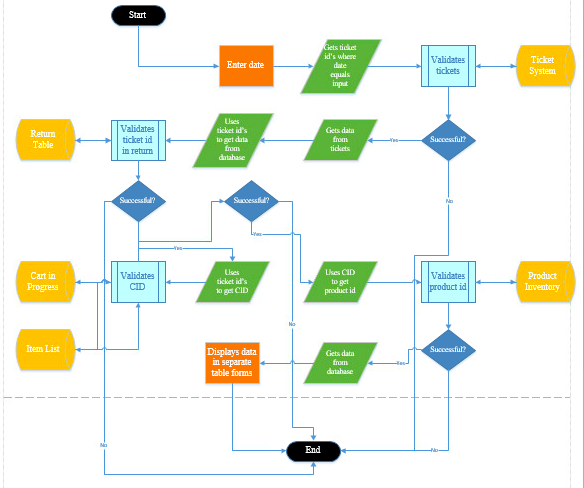 Start
Enter date
Gets ticket
id's where
date
equals
input
Validates
tickets
Ticket
System
Return
Table
Validates
ticket id
in return
Uses
ticket id's
to get data
from
database
Gets data
from
tickets
Yes
Successful?
No
Successful?
Successful?
Yes
Yes
Cart in
Progress
Validates
CID
Uses
ticket id's
to get CID
Uses CID
to get
product id
Validates
product id
Product
Inventory
No
Item List
Displays data
in separate
table forms
Gets data
from
database
Yes
Successful?
No
End
No